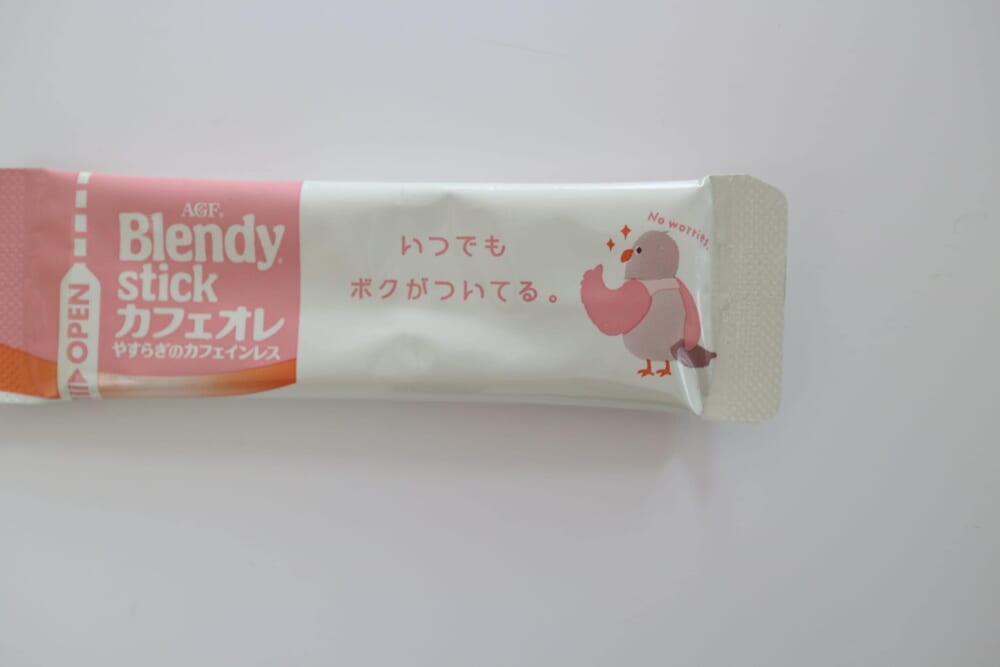 OPEN
AGF®
Blendy®
stick
カフェオレ
やすらぎのカフェインレス
いつでも
ボクがついてる。
No worries.